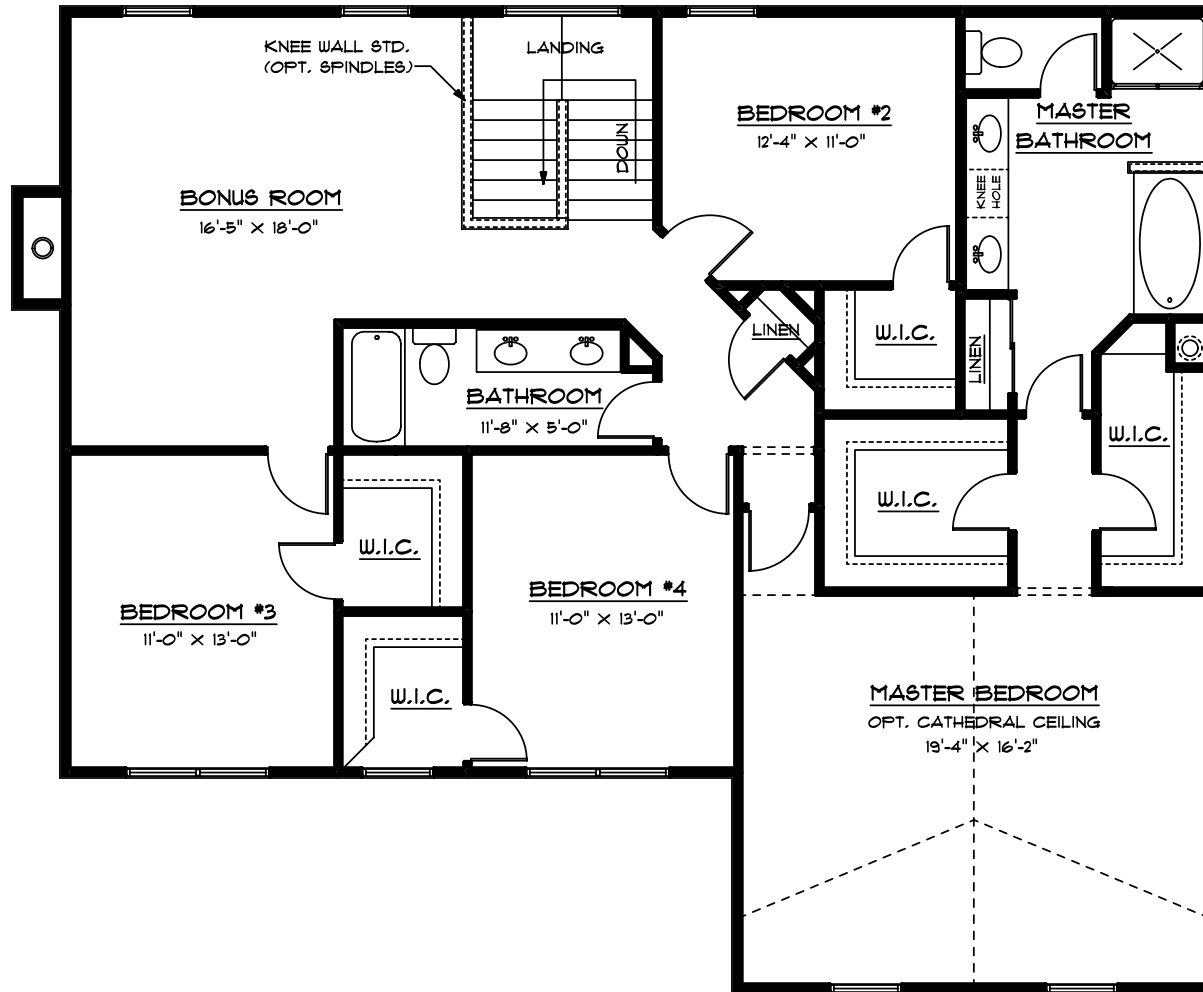 KNEE WALL STD.
(OPT. SPINDLES)
LANDING
DOWN
BEDROOM #2
12'-4" X 11'-0"
MASTER
BATHROOM
KNEE
HOLE
BONUS ROOM
16'-5" X 18'-0"
LINEN
W.I.C.
LINEN
BATHROOM
11'-8" X 5'-0"
W.I.C.
W.I.C.
W.I.C.
BEDROOM #3
11'-0" X 13'-0"
BEDROOM #4
11'-0" X 13'-0"
W.I.C.
MASTER BEDROOM
OPT. CATHEDRAL CEILING
19'-4" X 16'-2"